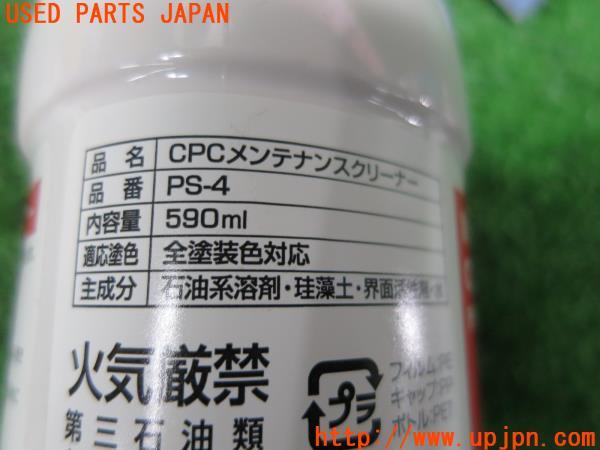 USED PARTS JAPAN
品名 CPCメンテナンスクリーナー
品番 PS-4
内容量 590ml
適応塗色 全塗装色対応
主成分 石油系溶剤・珪藻土・界面活性剤・水
火気厳禁
第三石油類
プラ
フィルム:PE
キャップ:PP
ボトル:PET
www.upjpn.com